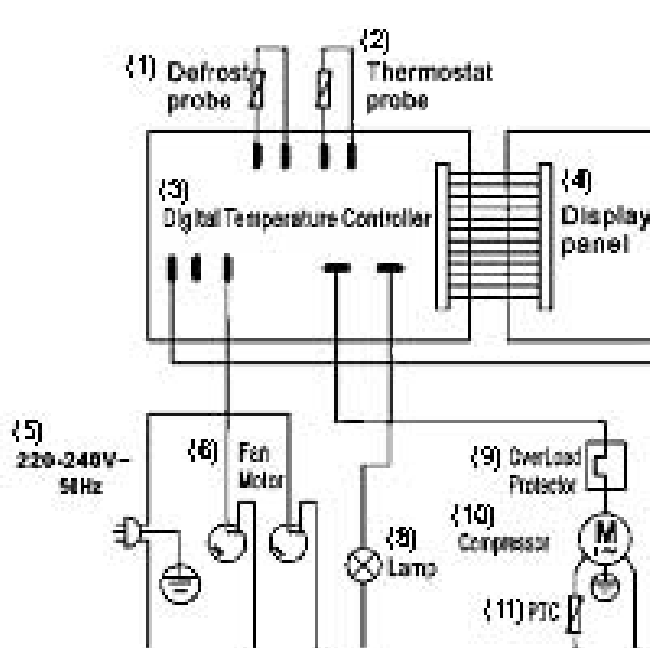 (1) Defrost
probe
(2)
Thermostat
probe
(3)
Digital Temperature Controller
(4)
Display
panel
(5)
220-240V~
50Hz
(6) Fan
Motor
(8)
Lamp
(9) OverLoad
Protector
(10)
Compressor
M
~
(11) PTC